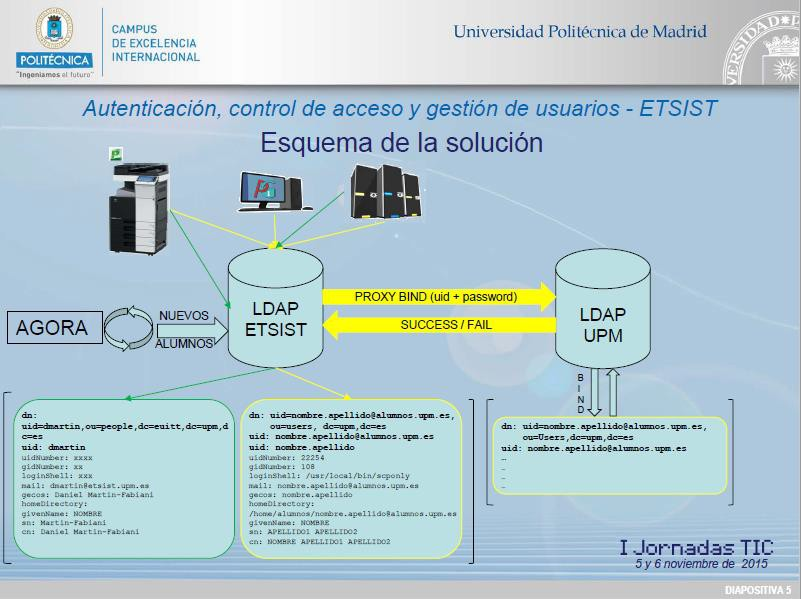 POLITÉCNICA
"Ingeniamos el futuro"
CAMPUS
DE EXCELENCIA
INTERNACIONAL
Universidad Politécnica de Madrid
Autenticación, control de acceso y gestión de usuarios - ETSIST
Esquema de la solución
LDAP
ETSIST
PROXY BIND (uid + password)
SUCCESS / FAIL
LDAP
UPM
AGORA
NUEVOS
ALUMNOS
B
I
N
D
dn:
uid=dmartin,ou=people,dc=euitt,dc=upm,d
c=es
uid: dmartin
uidNumber: xxxx
gidNumber: xx
loginShell: xxx
mail: dmartin@etsist.upm.es
gecos: Daniel Martin-Fabiani
homeDirectory:
givenName: NOMBRE
sn: Martin-Fabiani
cn: Daniel Martin-Fabiani
dn: uid=nombre.apellido@alumnos.upm.es,
ou=users, dc=upm,dc=es
uid: nombre.apellido@alumnos.upm.es
uid: nombre.apellido
uidNumber: 22254
gidNumber: 108
loginShell: /usr/local/bin/scponly
mail: nombre.apellido@alumnos.upm.es
gecos: nombre.apellido
homeDirectory:
/home/alumnos/nombre.apellido@alumnos.upm.es
givenName: NOMBRE
sn: APELLIDO1 APELLIDO2
cn: NOMBRE APELLIDO1 APELLIDO2
dn: uid=nombre.apellido@alumnos.upm.es,
ou=Users,dc=upm,dc=es
uid: nombre.apellido@alumnos.upm.es
I Jornadas TIC
5 y 6 noviembre de 2015
DIAPOSITIVA 5